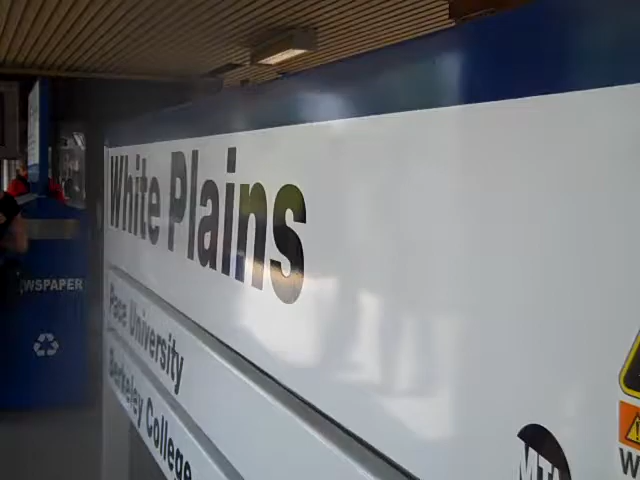 White Plains
Pace University
Berkeley College
WSPAPER
MTA
W